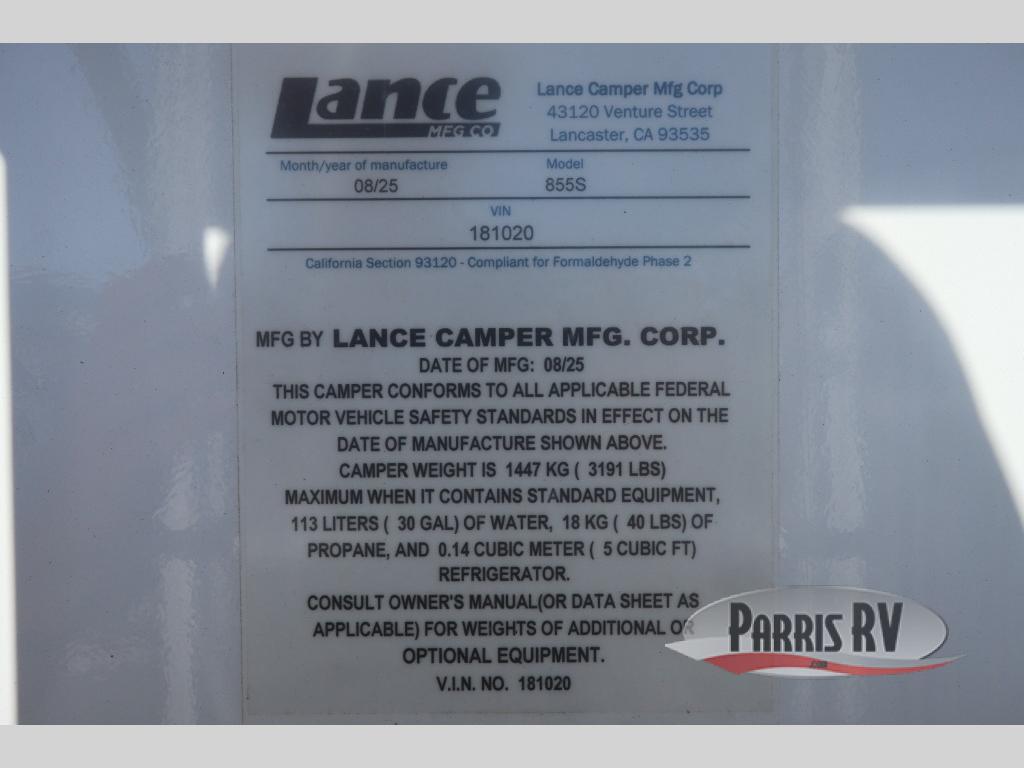 Lance
MFG CO
Lance Camper Mfg Corp
43120 Venture Street
Lancaster, CA 93535
Month/year of manufacture
08/25
Model
855S
VIN
181020
California Section 93120 - Compliant for Formaldehyde Phase 2
MFG BY LANCE CAMPER MFG. CORP.
DATE OF MFG: 08/25
THIS CAMPER CONFORMS TO ALL APPLICABLE FEDERAL
MOTOR VEHICLE SAFETY STANDARDS IN EFFECT ON THE
DATE OF MANUFACTURE SHOWN ABOVE.
CAMPER WEIGHT IS 1447 KG ( 3191 LBS)
MAXIMUM WHEN IT CONTAINS STANDARD EQUIPMENT,
113 LITERS ( 30 GAL) OF WATER, 18 KG ( 40 LBS) OF
PROPANE, AND 0.14 CUBIC METER ( 5 CUBIC FT)
REFRIGERATOR.
CONSULT OWNER'S MANUAL(OR DATA SHEET AS
APPLICABLE) FOR WEIGHTS OF ADDITIONAL OR
OPTIONAL EQUIPMENT.
V.I.N. NO. 181020
PARRIS RV
.com